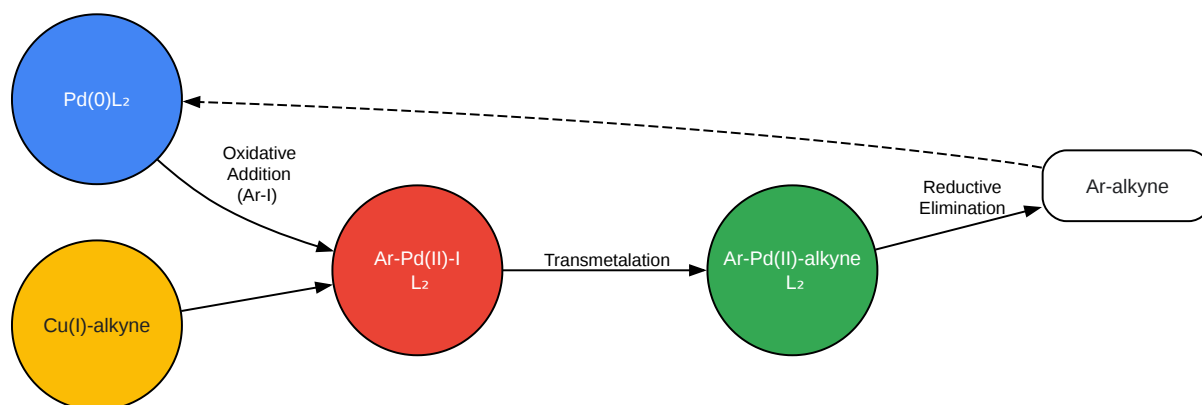 Pd(0)L₂
Oxidative
Addition
(Ar-I)
Cu(I)-alkyne
Ar-Pd(II)-I
L₂
Transmetalation
Ar-Pd(II)-alkyne
L₂
Reductive
Elimination
Ar-alkyne